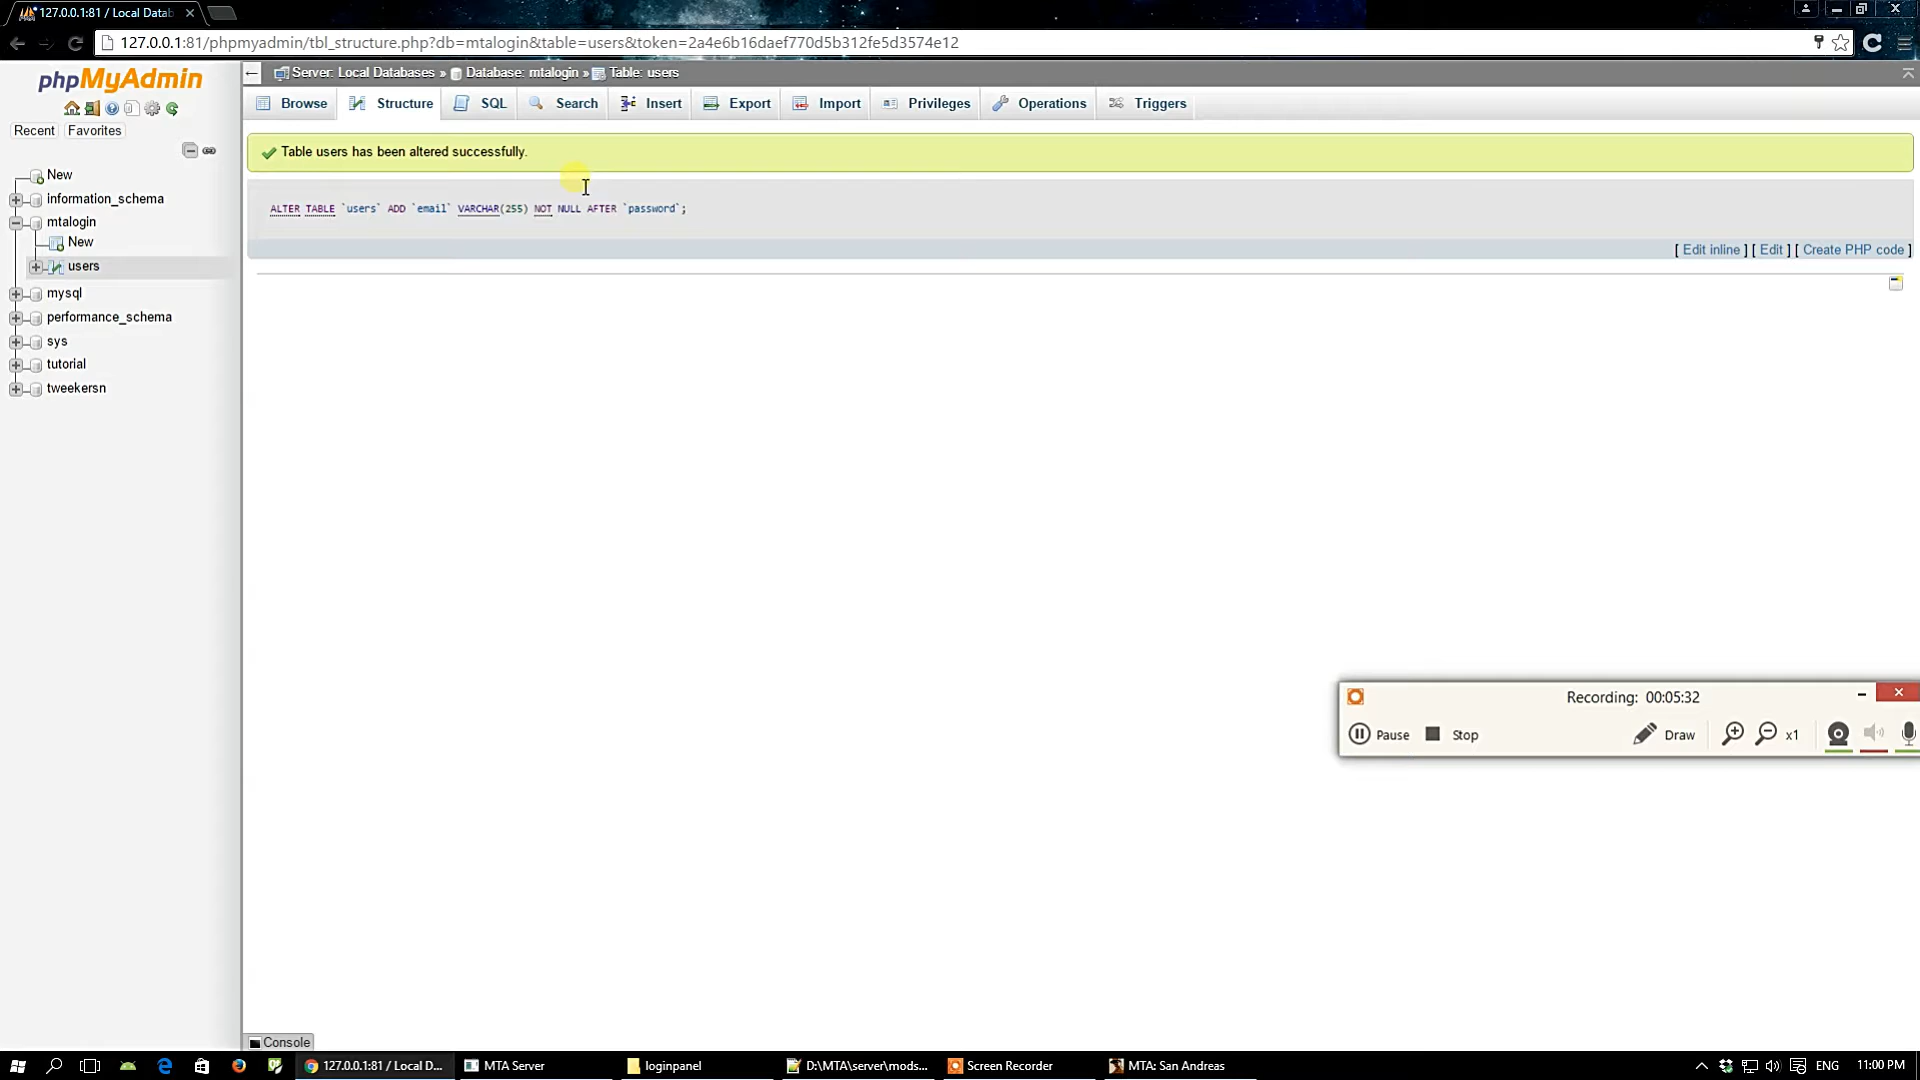 127.0.0.1:81 / Local Datab
127.0.0.1:81/phpmyadmin/tbl_structure.php?db=mtalogin&table=users&token=2a4e6b16daef770d5b312fe5d3574e12
phpMyAdmin
Recent Favorites
New
information_schema
mtalogin
New
users
mysql
performance_schema
sys
tutorial
tweekersn
Server: Local Databases » Database: mtalogin » Table: users
Browse Structure SQL Search Insert Export Import Privileges Operations Triggers
Table users has been altered successfully.
ALTER TABLE `users` ADD `email` VARCHAR(255) NOT NULL AFTER `password`;
[ Edit inline ] [ Edit ] [ Create PHP code ]
Recording: 00:05:32
Pause Stop Draw x1
Console
127.0.0.1:81 / Local D... MTA Server loginpanel D:\MTA\server\mods... Screen Recorder MTA: San Andreas ENG 11:00 PM